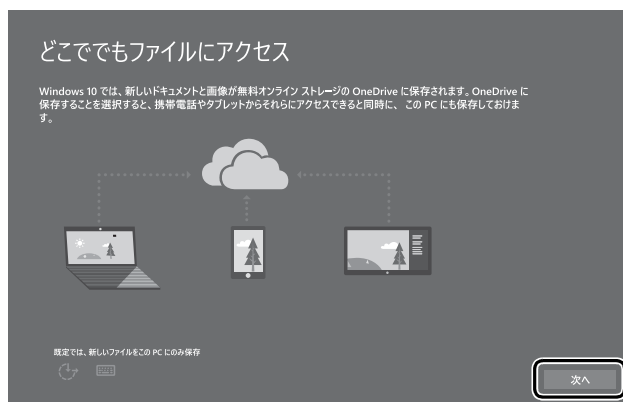 どこででもファイルにアクセス
Windows 10 では、新しいドキュメントと画像が無料オンライン ストレージの OneDrive に保存されます。OneDrive に
保存することを選択すると、携帯電話やタブレットからそれらにアクセスできると同時に、 この PC にも保存しておけま
す。
既定では、新しいファイルをこの PC にのみ保存
次へ